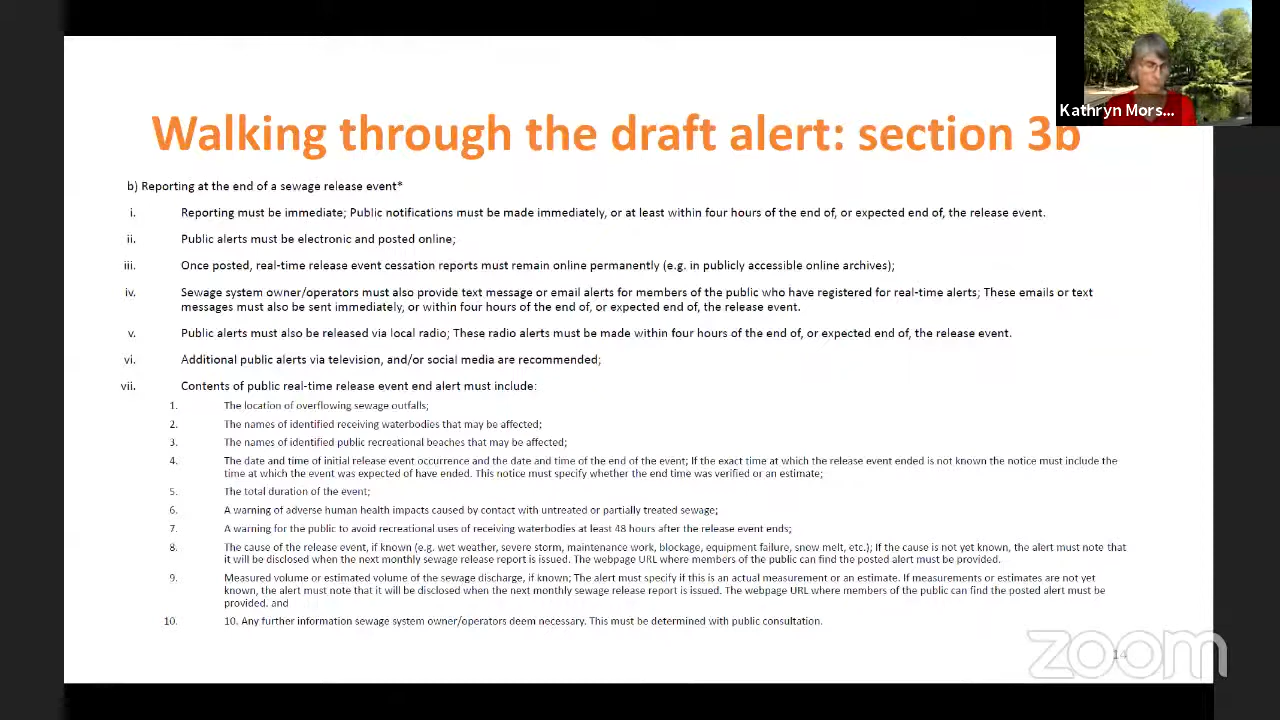 Kathryn Mors...
Walking through the draft alert: section 3b
b) Reporting at the end of a sewage release event*
i. Reporting must be immediate; Public notifications must be made immediately, or at least within four hours of the end of, or expected end of, the release event.
ii. Public alerts must be electronic and posted online;
iii. Once posted, real-time release event cessation reports must remain online permanently (e.g. in publicly accessible online archives);
iv. Sewage system owner/operators must also provide text message or email alerts for members of the public who have registered for real-time alerts; These emails or text
messages must also be sent immediately, or within four hours of the end of, or expected end of, the release event.
v. Public alerts must also be released via local radio; These radio alerts must be made within four hours of the end of, or expected end of, the release event.
vi. Additional public alerts via television, and/or social media are recommended;
vii. Contents of public real-time release event end alert must include:
1. The location of overflowing sewage outfalls;
2. The names of identified receiving waterbodies that may be affected;
3. The names of identified public recreational beaches that may be affected;
4. The date and time of initial release event occurrence and the date and time of the end of the event; If the exact time at which the release event ended is not known the notice must include the
time at which the event was expected of have ended. This notice must specify whether the end time was verified or an estimate;
5. The total duration of the event;
6. A warning of adverse human health impacts caused by contact with untreated or partially treated sewage;
7. A warning for the public to avoid recreational uses of receiving waterbodies at least 48 hours after the release event ends;
8. The cause of the release event, if known (e.g. wet weather, severe storm, maintenance work, blockage, equipment failure, snow melt, etc.); If the cause is not yet known, the alert must note that
it will be disclosed when the next monthly sewage release report is issued. The webpage URL where members of the public can find the posted alert must be provided.
9. Measured volume or estimated volume of the sewage discharge, if known; The alert must specify if this is an actual measurement or an estimate. If measurements or estimates are not yet
known, the alert must note that it will be disclosed when the next monthly sewage release report is issued. The webpage URL where members of the public can find the posted alert must be
provided. and
10. 10. Any further information sewage system owner/operators deem necessary. This must be determined with public consultation.
14
zoom